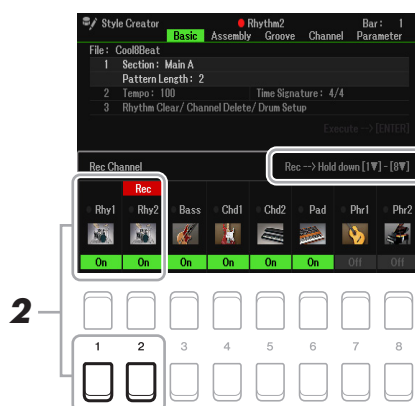 Style Creator Rhythm2 Bar: 1
Basic Assembly Groove Channel Parameter
File: Cool8Beat
1 Section: Main A
Pattern Length: 2
2 Tempo: 100 Time Signature: 4/4
3 Rhythm Clear/ Channel Delete/ Drum Setup
Execute-->[ENTER]
Rec Channel Rec --> Hold down [1▼]-[8▼]
Rec
Rhy1 Rhy2 Bass Chd1 Chd2 Pad Phr1 Phr2
On On On On On On Off Off
2
1 2 3 4 5 6 7 8